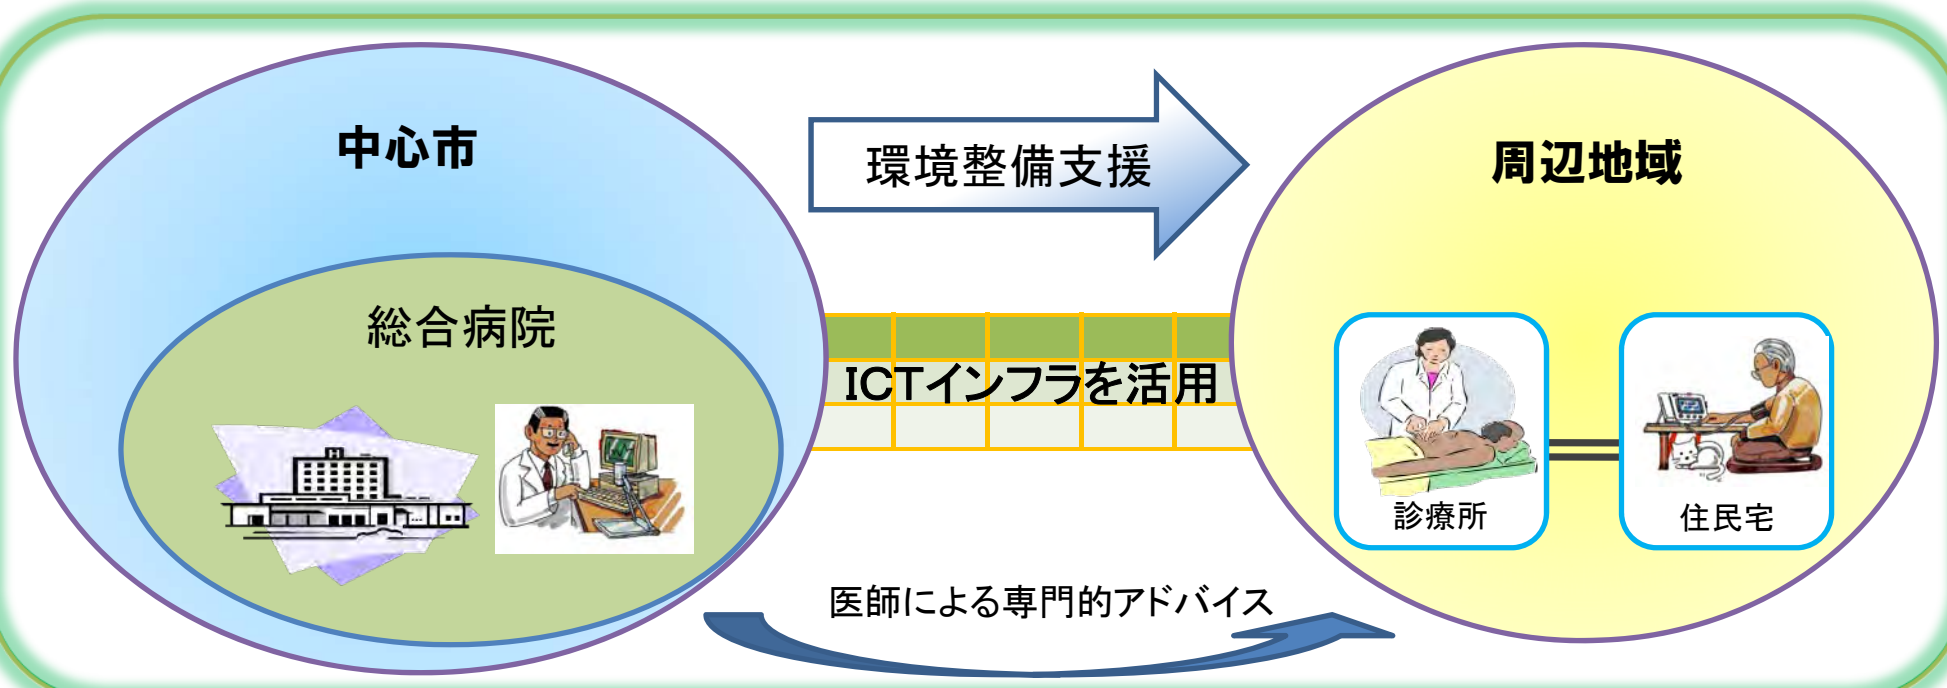 中心市
環境整備支援
周辺地域
総合病院
ICTインフラを活用
診療所
住民宅
医師による専門的アドバイス